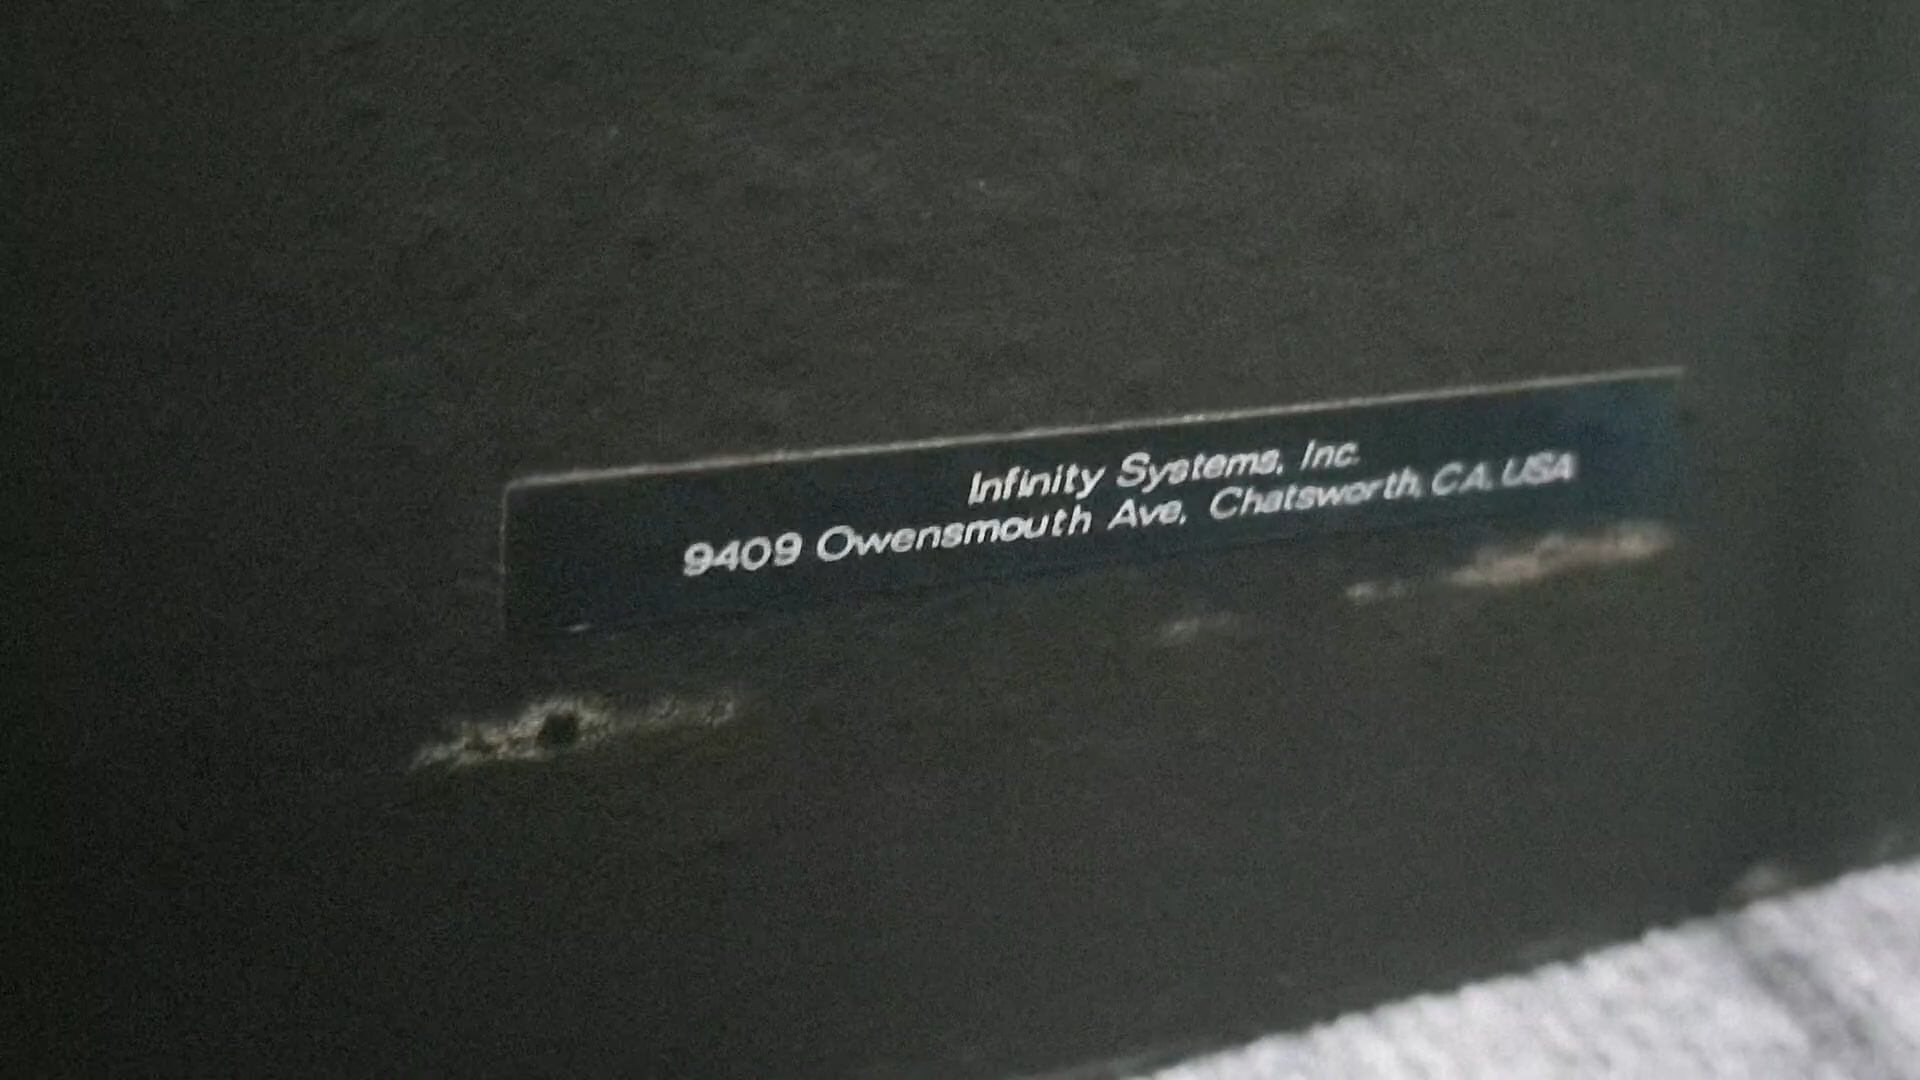 Infinity Systems, Inc.
9409 Owensmouth Ave, Chatsworth, CA. USA